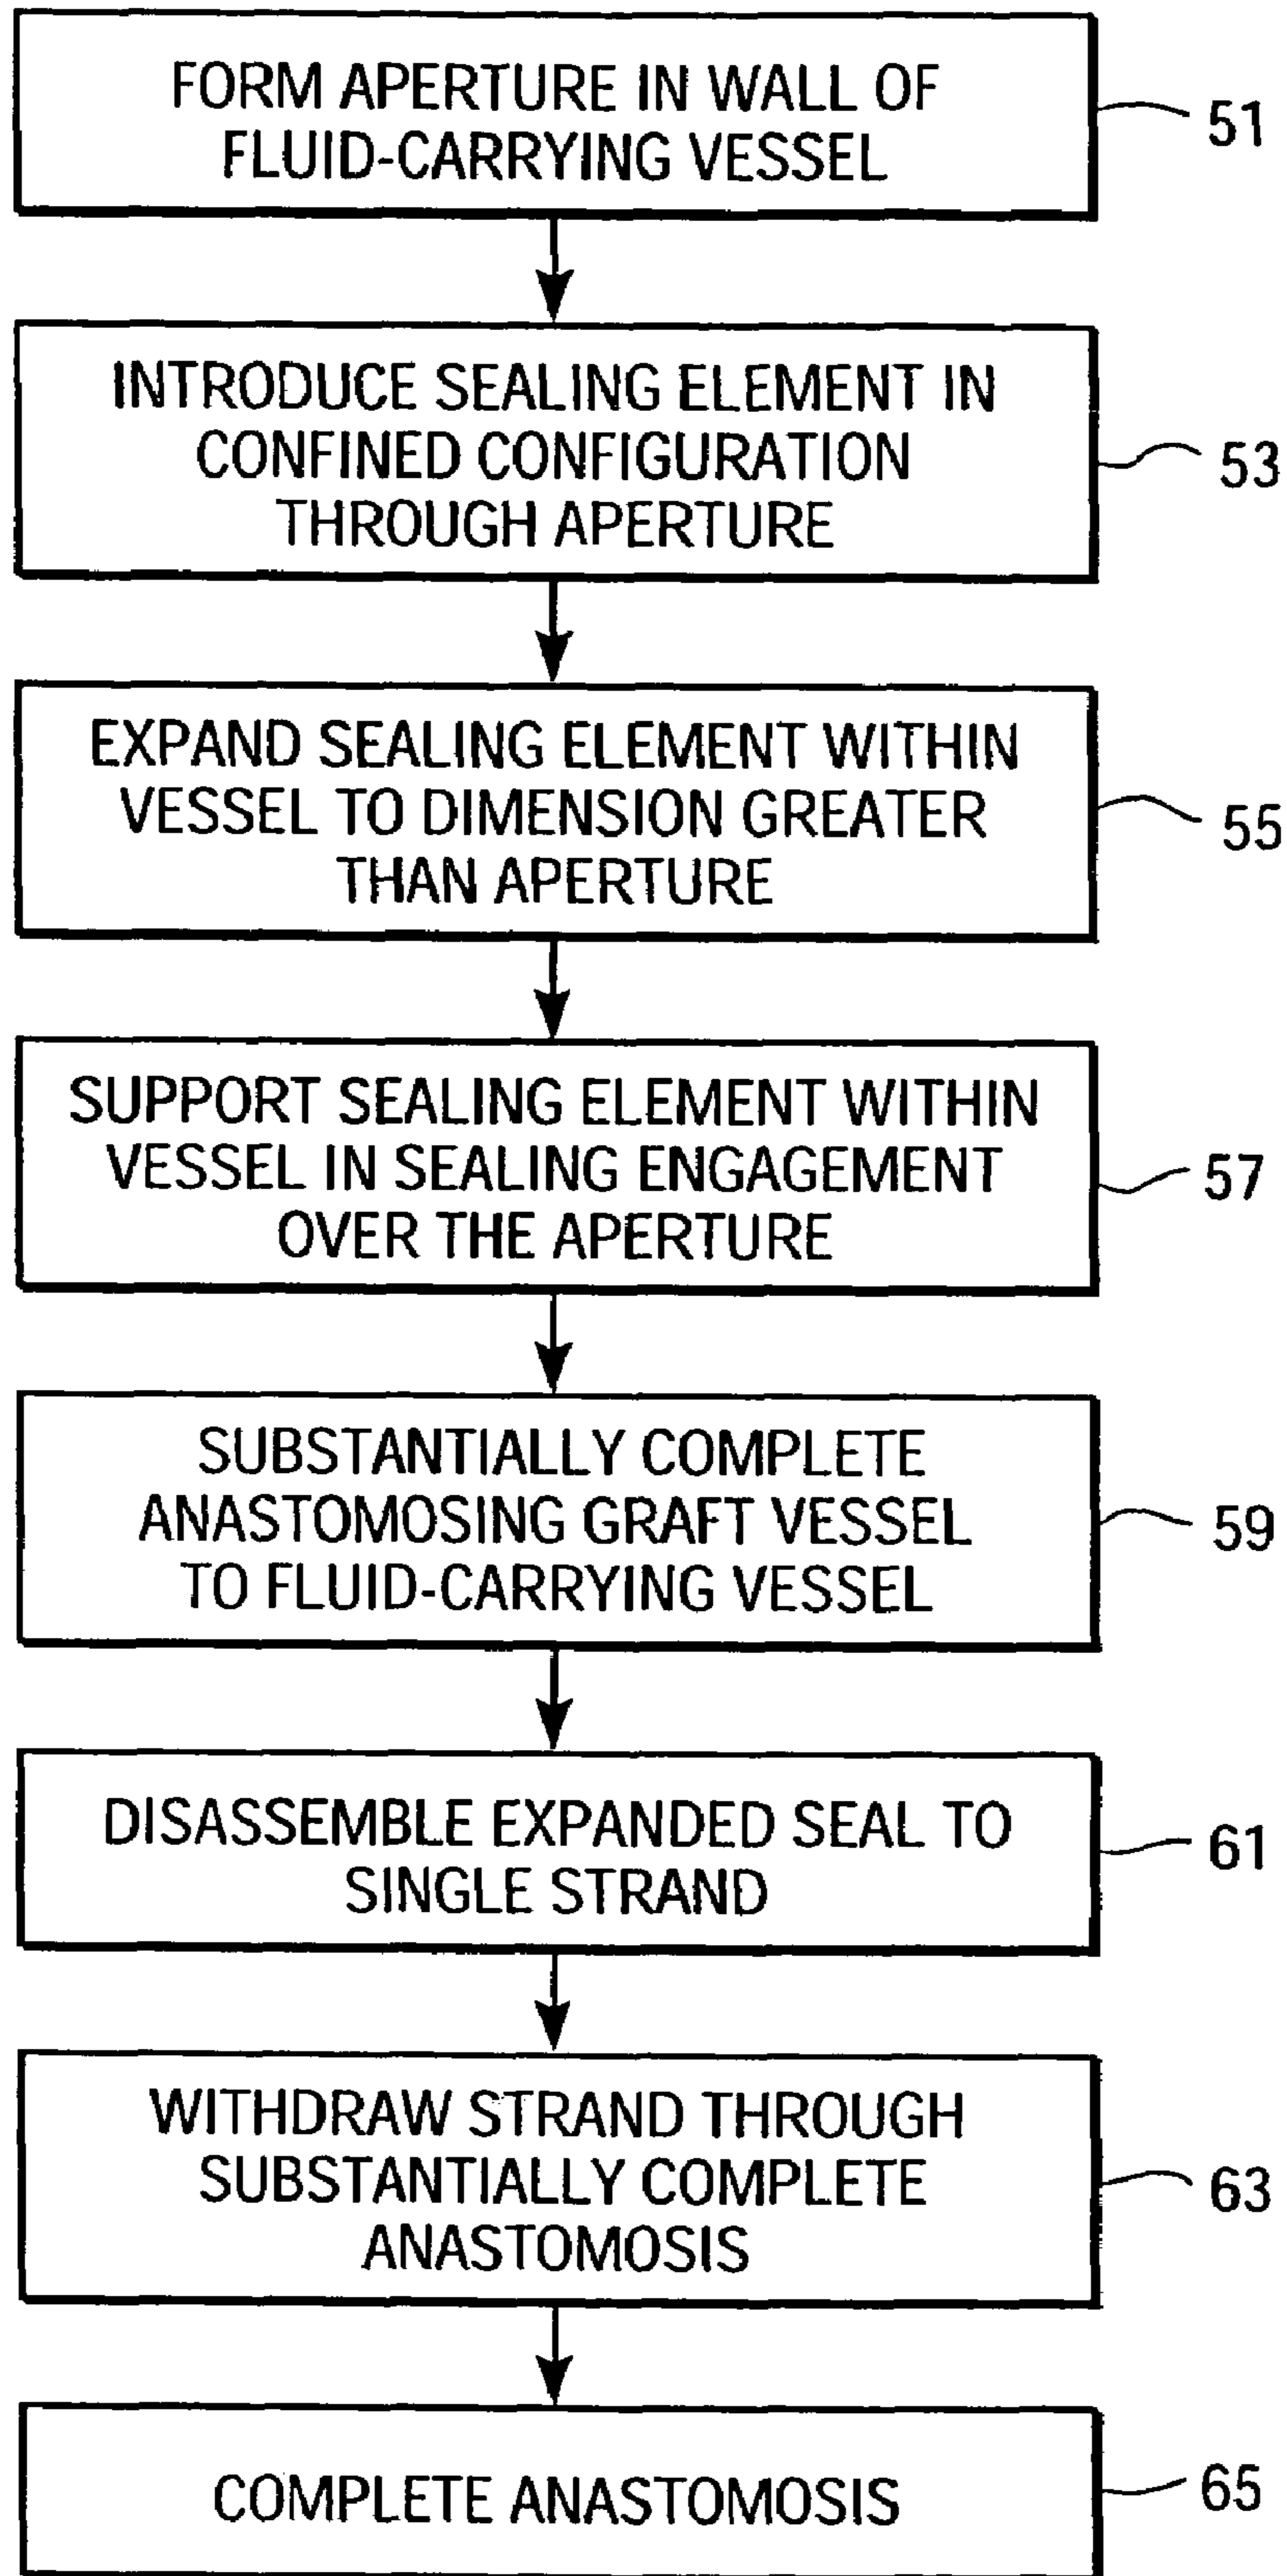 FORM APERTURE IN WALL OF
FLUID-CARRYING VESSEL
51
INTRODUCE SEALING ELEMENT IN
CONFINED CONFIGURATION
THROUGH APERTURE
53
EXPAND SEALING ELEMENT WITHIN
VESSEL TO DIMENSION GREATER
THAN APERTURE
55
SUPPORT SEALING ELEMENT WITHIN
VESSEL IN SEALING ENGAGEMENT
OVER THE APERTURE
57
SUBSTANTIALLY COMPLETE
ANASTOMOSING GRAFT VESSEL
TO FLUID-CARRYING VESSEL
59
DISASSEMBLE EXPANDED SEAL TO
SINGLE STRAND
61
WITHDRAW STRAND THROUGH
SUBSTANTIALLY COMPLETE
ANASTOMOSIS
63
COMPLETE ANASTOMOSIS
65